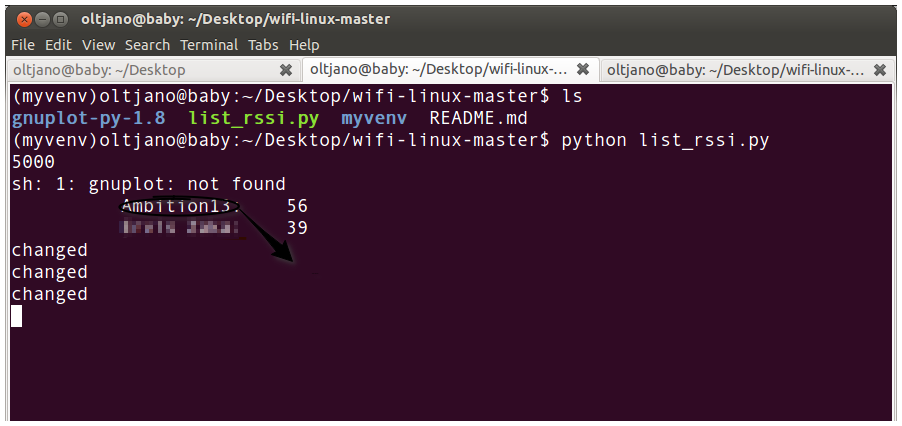 oltjano@baby: ~/Desktop/wifi-linux-master
File Edit View Search Terminal Tabs Help
oltjano@baby: ~/Desktop
oltjano@baby: ~/Desktop/wifi-linux-...
oltjano@baby: ~/Desktop/wifi-linux-...
(myvenv)oltjano@baby:~/Desktop/wifi-linux-master$ ls
gnuplot-py-1.8 list_rssi.py myvenv README.md
(myvenv)oltjano@baby:~/Desktop/wifi-linux-master$ python list_rssi.py
5000
sh: 1: gnuplot: not found
Ambition13: 56
39
changed
changed
changed